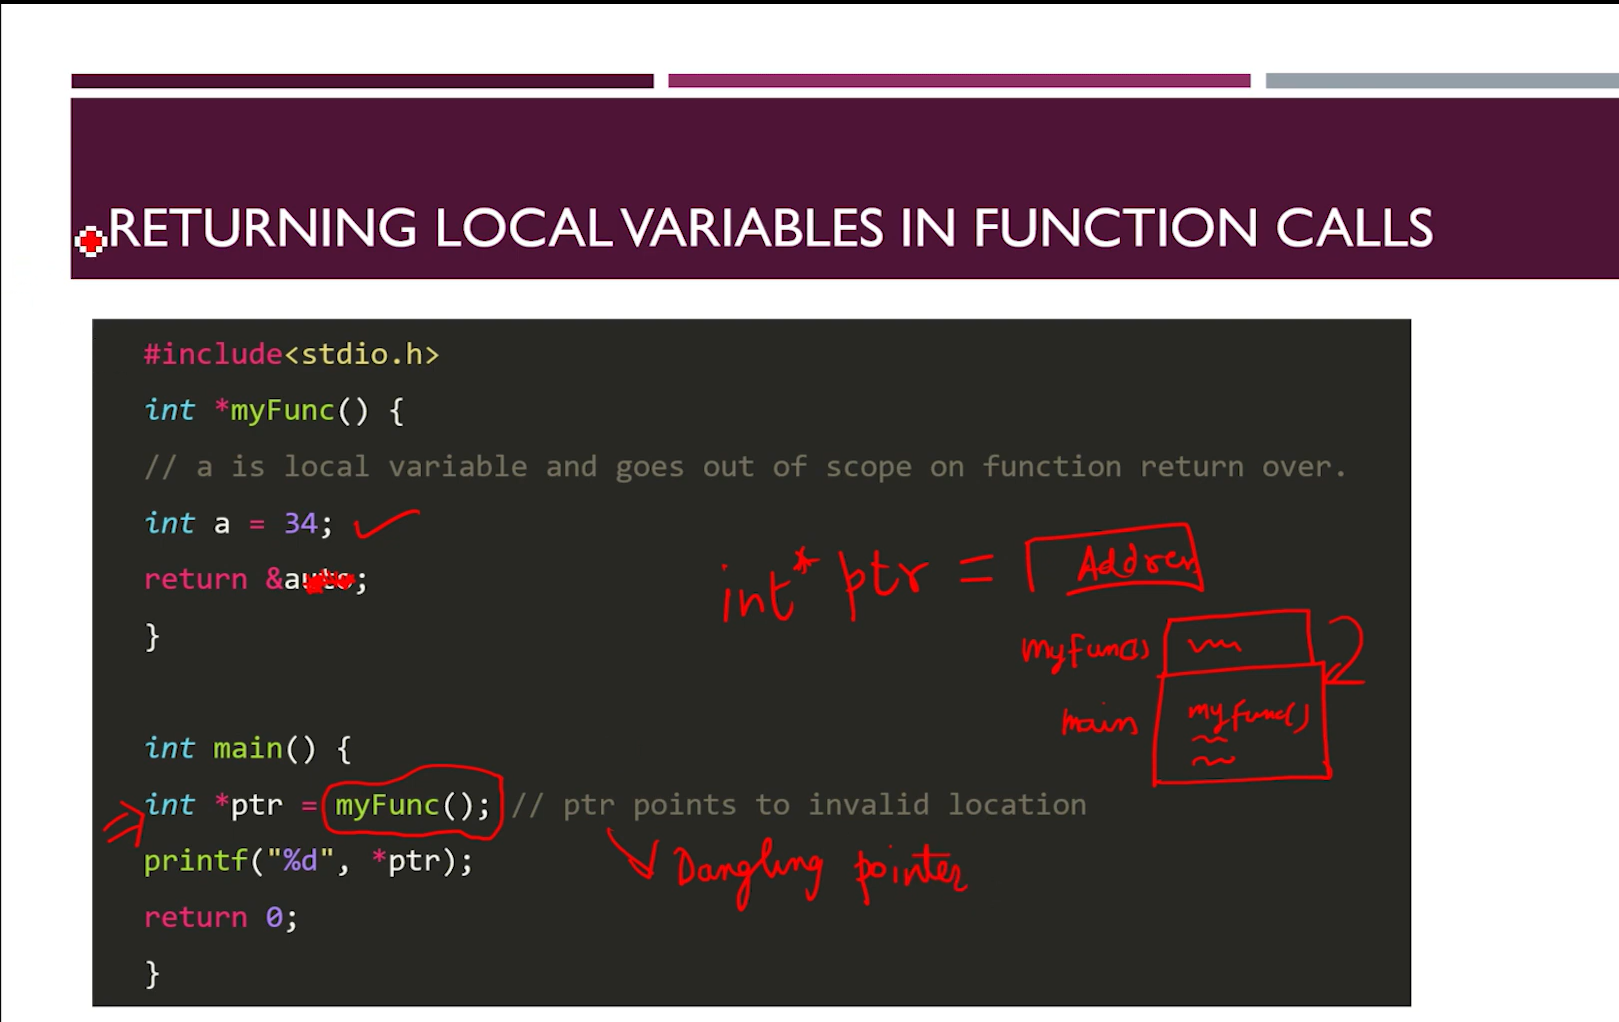 RETURNING LOCAL VARIABLES IN FUNCTION CALLS
#include<stdio.h>
int *myFunc() {
// a is local variable and goes out of scope on function return over.
int a = 34;
return &a;
}
int* ptr = Address
myFunc()
main myFunc()
int main() {
int *ptr = myFunc(); // ptr points to invalid location
printf("%d", *ptr);
Dangling pointer
return 0;
}